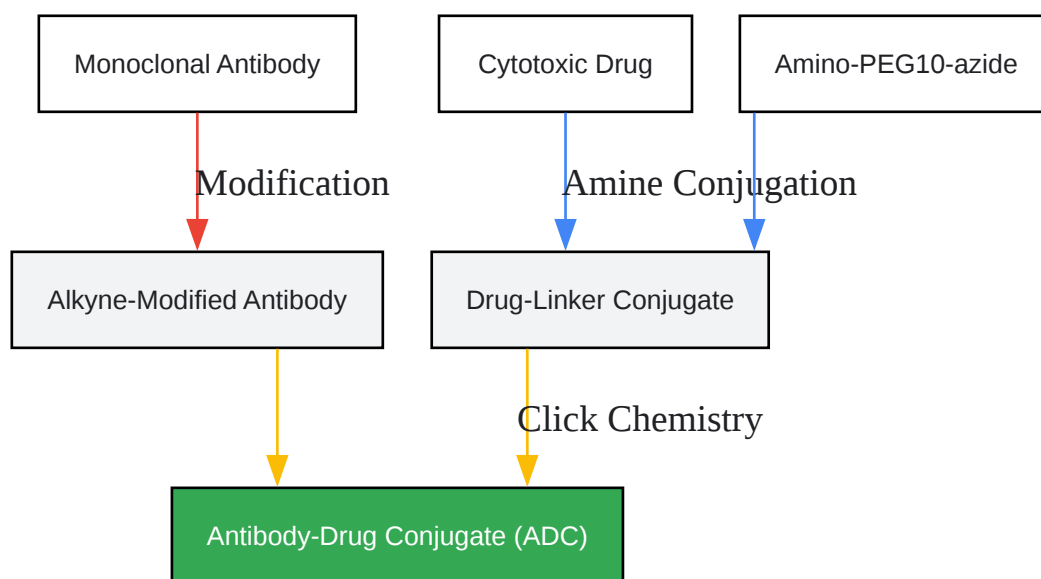 Monoclonal Antibody
Cytotoxic Drug
Amino-PEG10-azide
Modification
Amine Conjugation
Alkyne-Modified Antibody
Drug-Linker Conjugate
Click Chemistry
Antibody-Drug Conjugate (ADC)